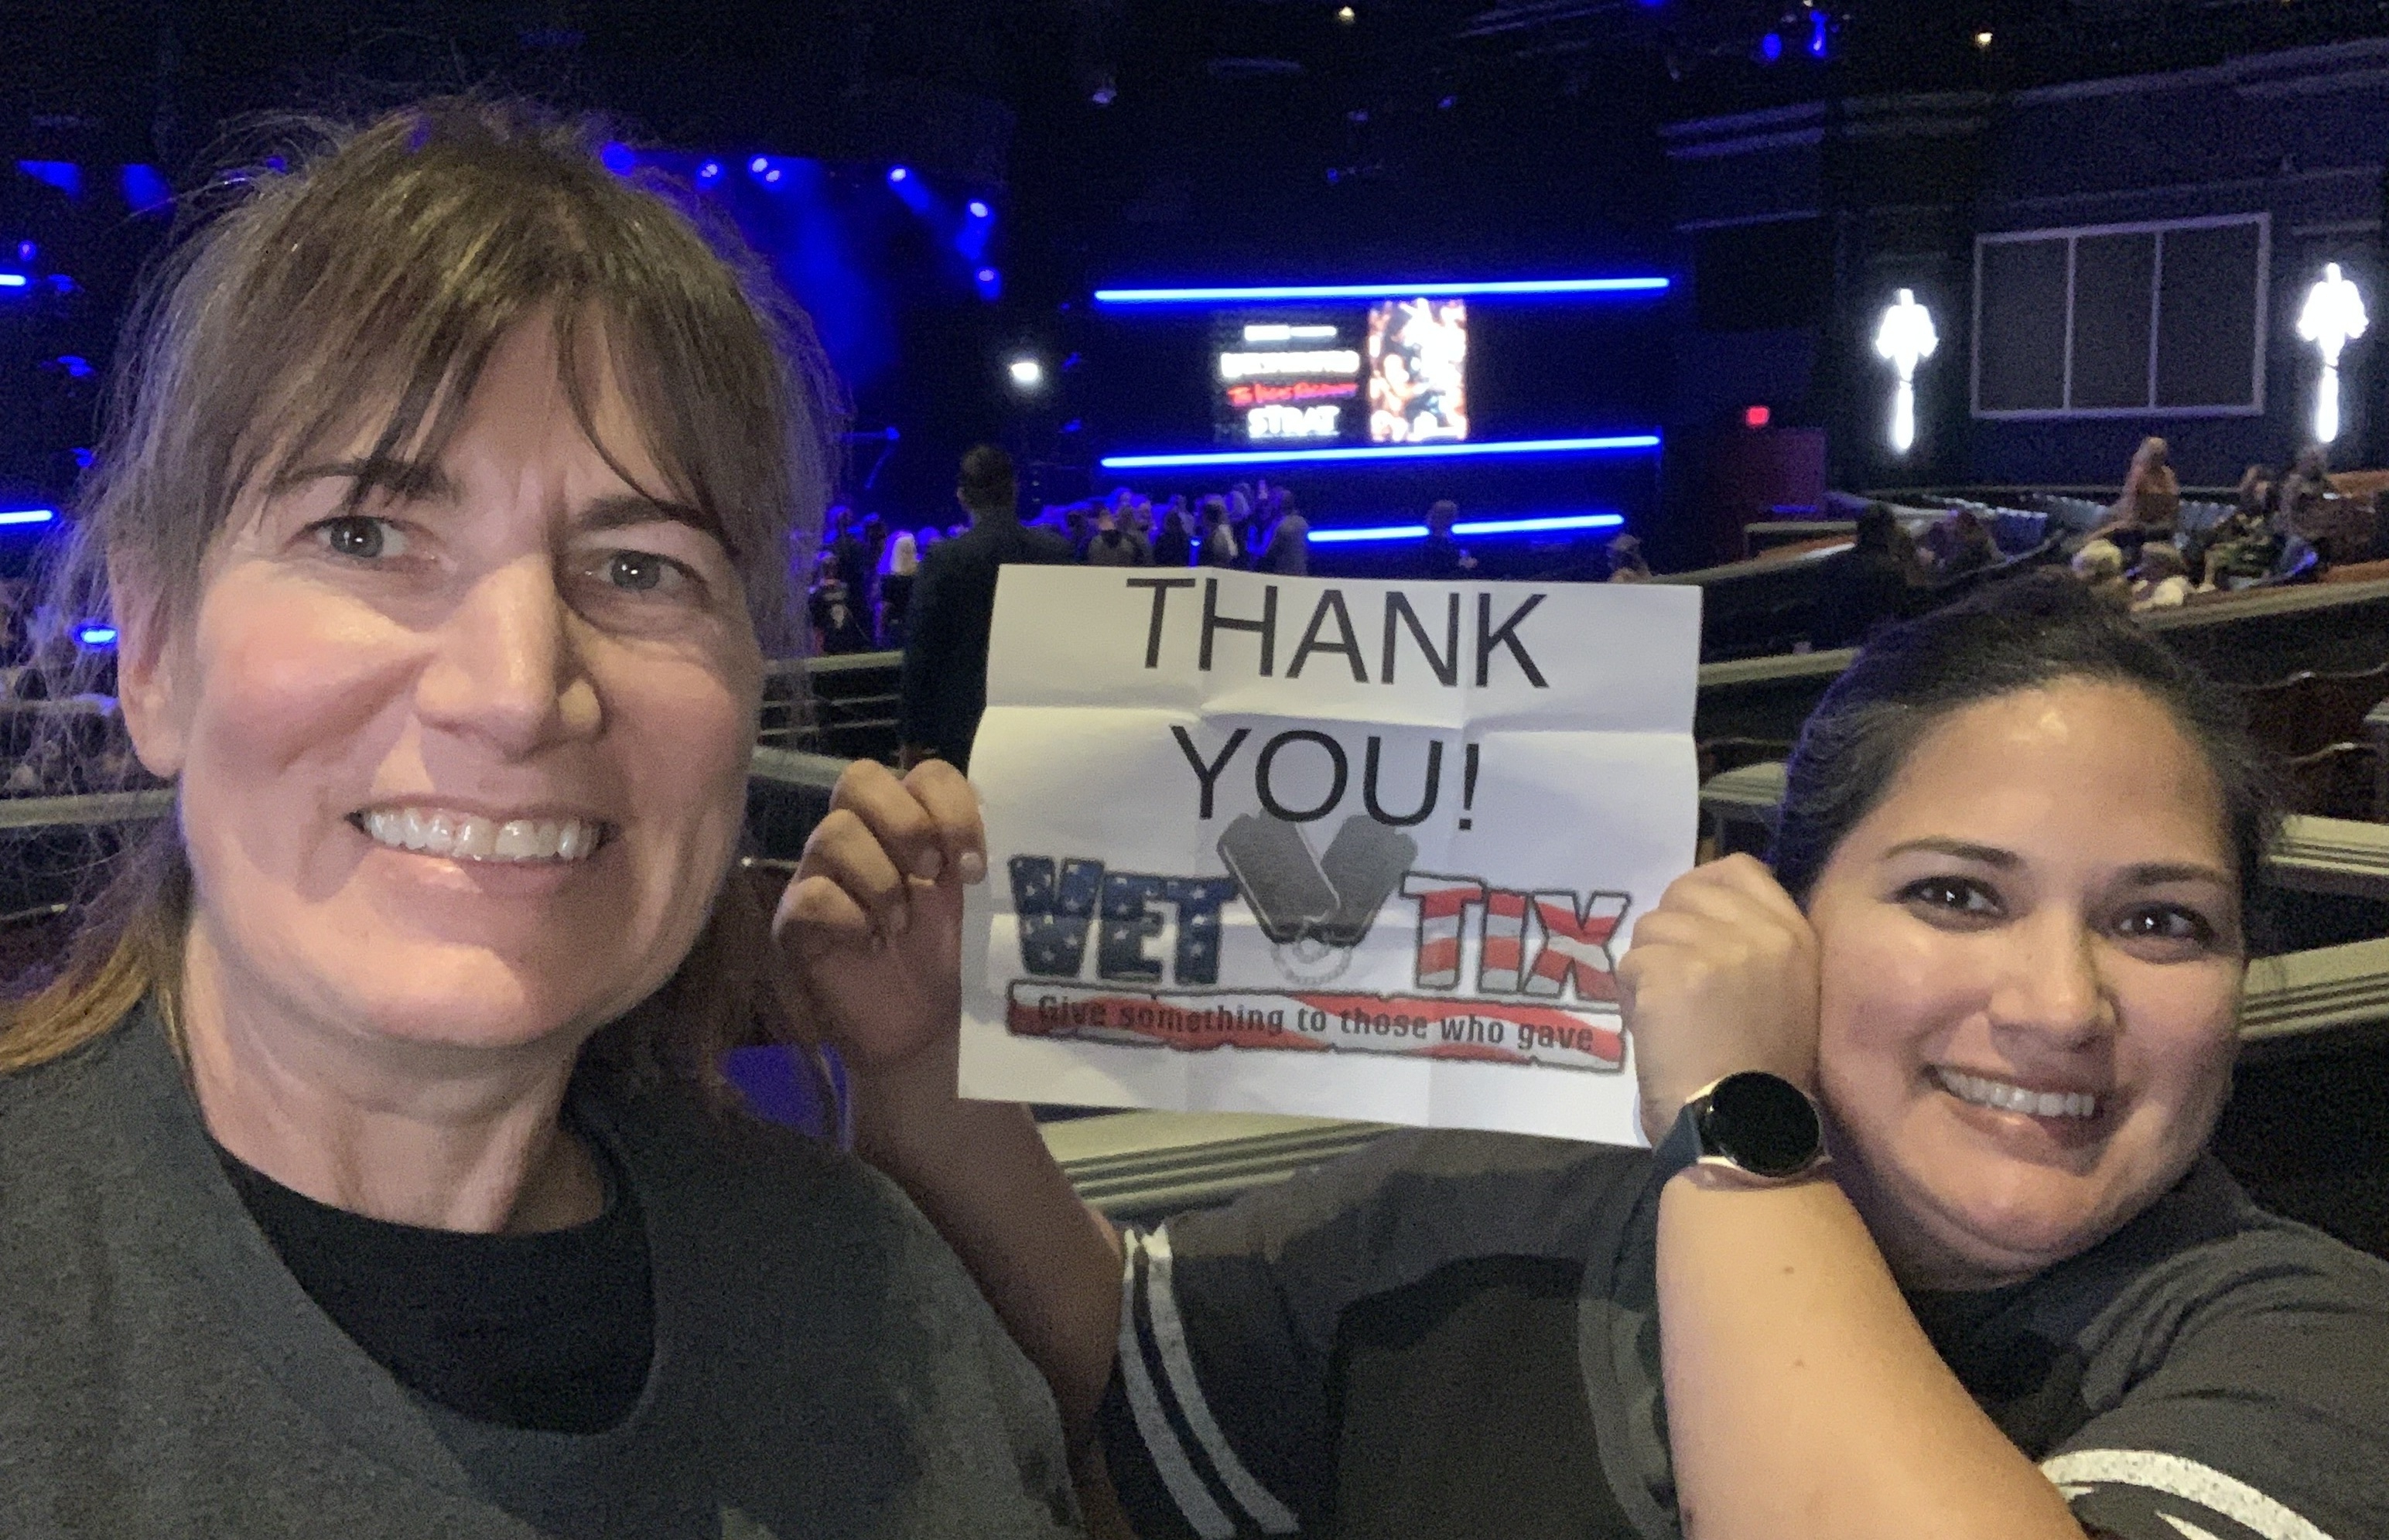 STRAT
THANK
YOU!
VET TIX
Give something to those who gave